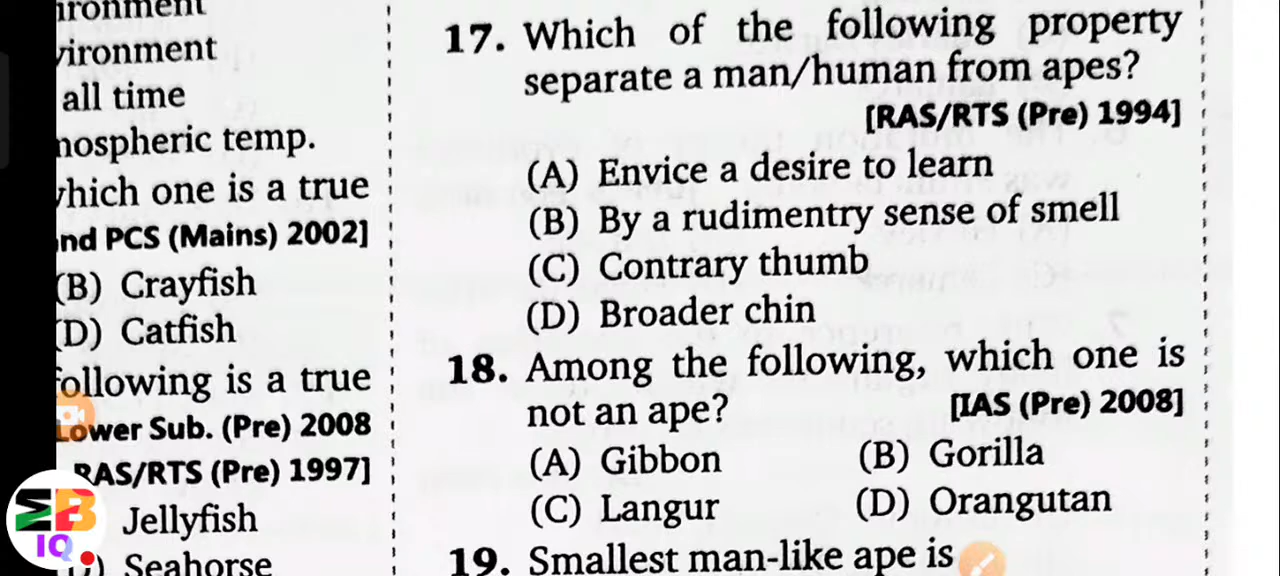 vironment
all time
nospheric temp.
which one is a true
nd PCS (Mains) 2002]
(B) Crayfish
(D) Catfish
following is a true
Lower Sub. (Pre) 2008
RAS/RTS (Pre) 1997]
Jellyfish
Seahorse
17. Which of the following property
separate a man/human from apes?
[RAS/RTS (Pre) 1994]
(A) Envice a desire to learn
(B) By a rudimentry sense of smell
(C) Contrary thumb
(D) Broader chin
18. Among the following, which one is
not an ape? [IAS (Pre) 2008]
(A) Gibbon (B) Gorilla
(C) Langur (D) Orangutan
19. Smallest man-like ape is
MB
IQ